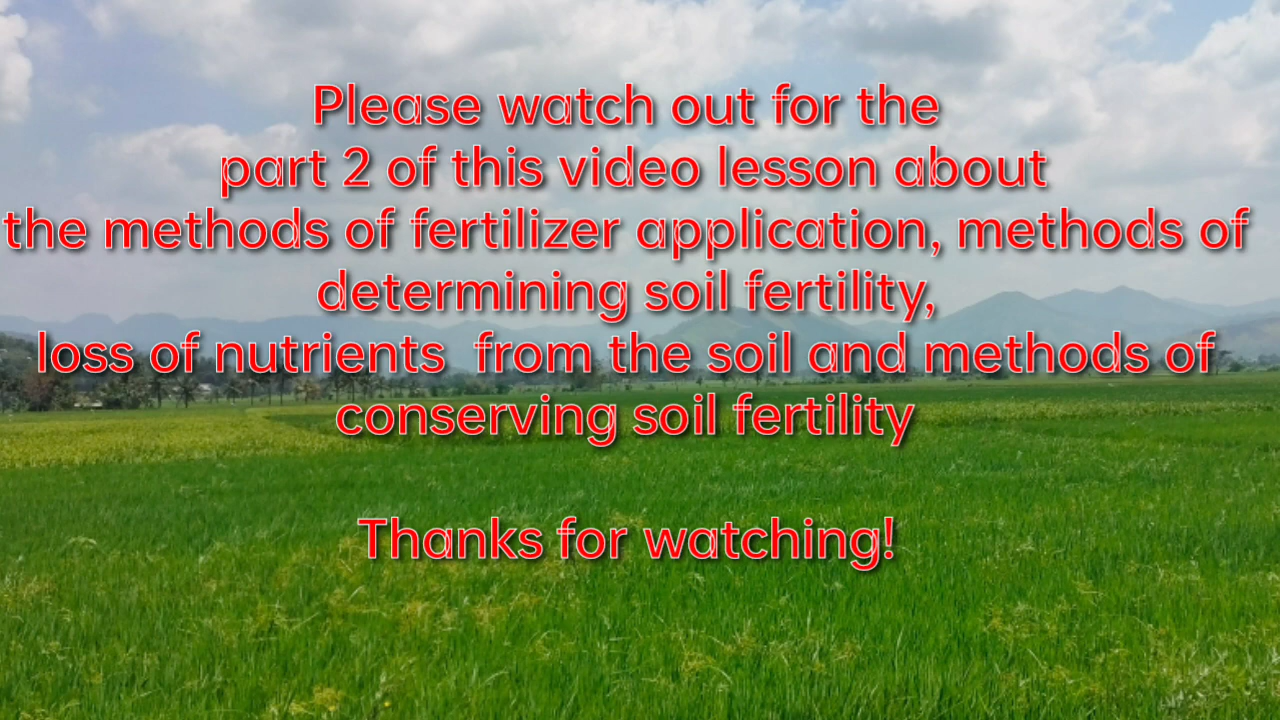 Please watch out for the
part 2 of this video lesson about
the methods of fertilizer application, methods of
determining soil fertility,
loss of nutrients  from the soil and methods of
conserving soil fertility
Thanks for watching!